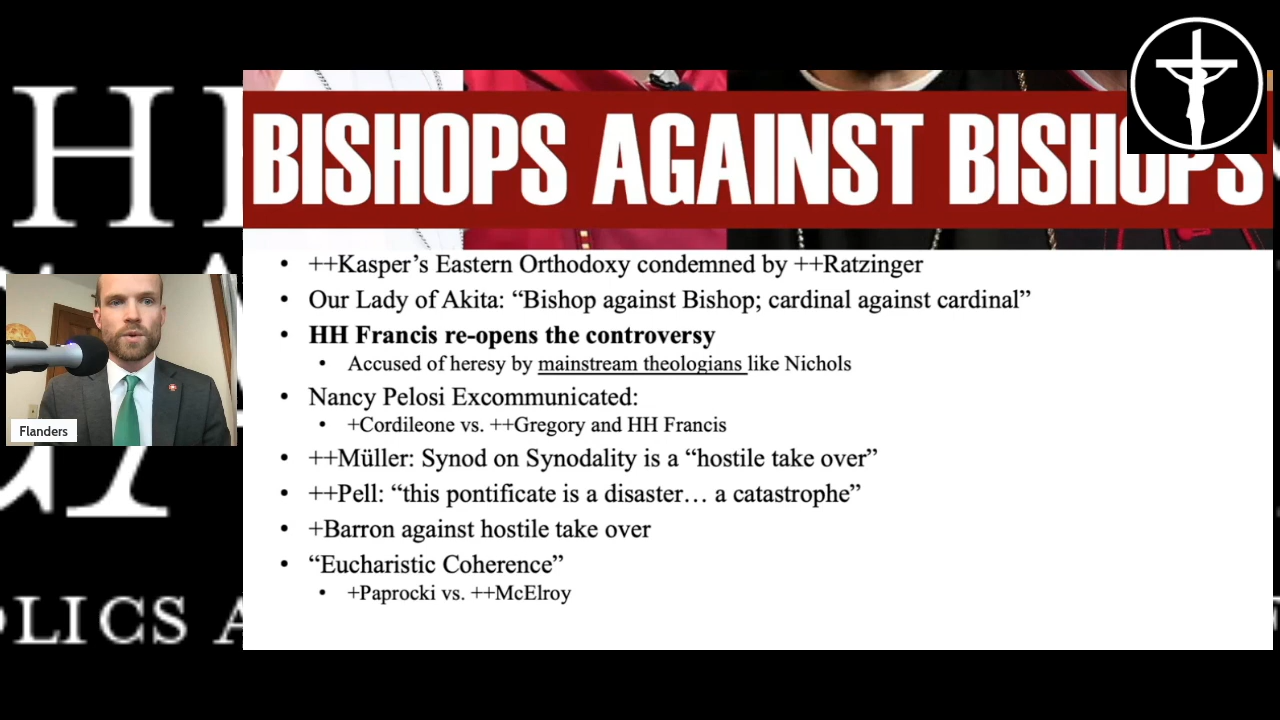 BISHOPS AGAINST BISHOPS
• ++Kasper’s Eastern Orthodoxy condemned by ++Ratzinger
• Our Lady of Akita: “Bishop against Bishop; cardinal against cardinal”
• HH Francis re-opens the controversy
• Accused of heresy by mainstream theologians like Nichols
• Nancy Pelosi Excommunicated:
• +Cordileone vs. ++Gregory and HH Francis
• ++Müller: Synod on Synodality is a “hostile take over”
• ++Pell: “this pontificate is a disaster… a catastrophe”
• +Barron against hostile take over
• “Eucharistic Coherence”
• +Paprocki vs. ++McElroy
Flanders